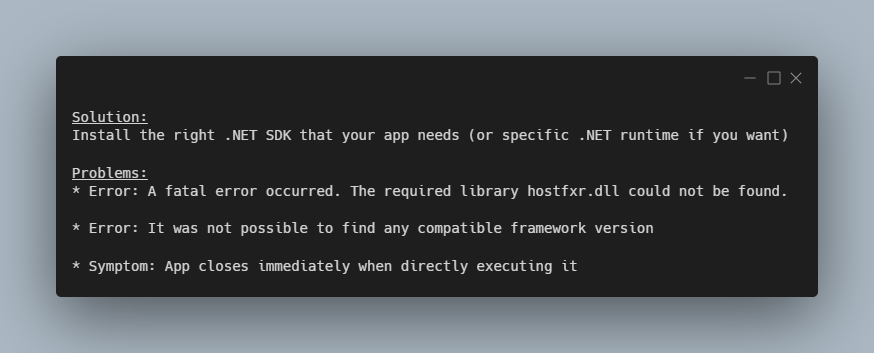 Solution:
Install the right .NET SDK that your app needs (or specific .NET runtime if you want)
Problems:
* Error: A fatal error occurred. The required library hostfxr.dll could not be found.
* Error: It was not possible to find any compatible framework version
* Symptom: App closes immediately when directly executing it